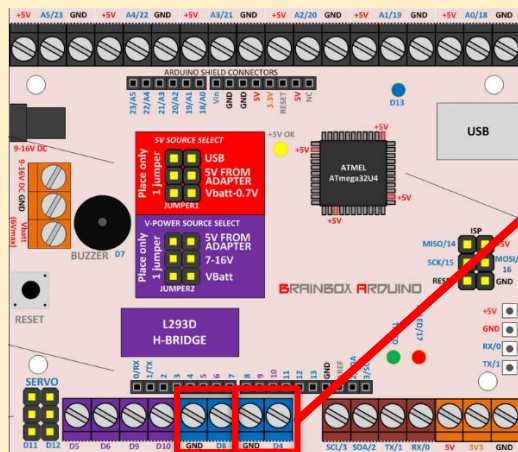 +5V A5/23 GND +5V A4/22 GND +5V A3/21 GND +5V A2/20 GND +5V A1/19 GND +5V A0/18 GND
ARDUINO SHIELD CONNECTORS
23/A5 22/A4 21/A3 20/A2 19/A1 18/A0 Vin GND GND 5V 3.3V RESET 5V NC
D13
9-16V DC
9-16V DC GND Vbatt (6Vmax)
5V SOURCE SELECT
Place only 1 jumper
USB
5V FROM ADAPTER
Vbatt-0.7V
JUMPER1
+5V OK
+5V
+5V
+5V
+5V
ATMEL
ATmega32U4
USB
V-POWER SOURCE SELECT
Place only 1 jumper
5V FROM ADAPTER
7-16V
VBatt
JUMPER2
BUZZER D7
RESET
ISP
MISO/14 +5V
SCK/15 MOSI/16
GND
BRAINBOX ARDUINO
L293D
H-BRIDGE
+5V
GND
RX/0
TX/1
0/RX 1/TX 2 3 4 5 6 7 8 9 10 11 12 13 GND
SERVO
D11 D12
D5 D6 D9 D10 GND D8 GND D4 SCL/3 SDA/2 TX/1 RX/0 5V 3V3 GND